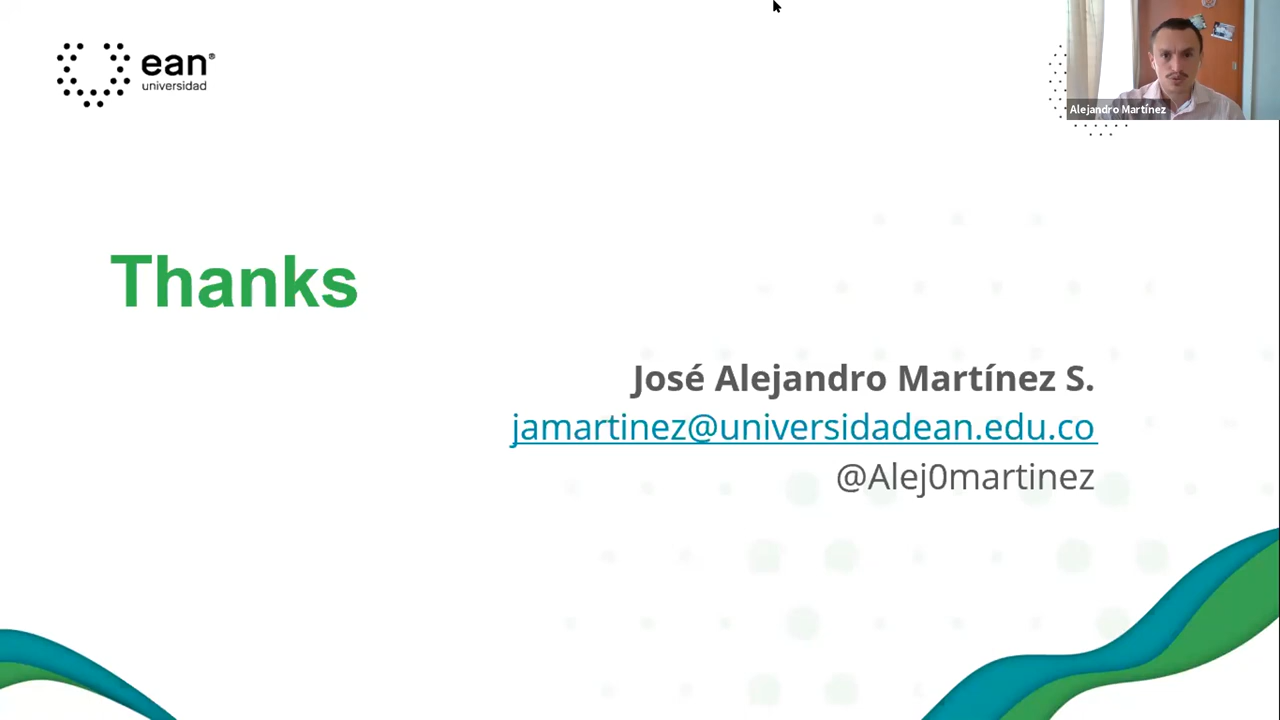 ean®
universidad
Alejandro Martínez
Thanks
José Alejandro Martínez S.
jamartinez@universidadean.edu.co
@Alej0martinez